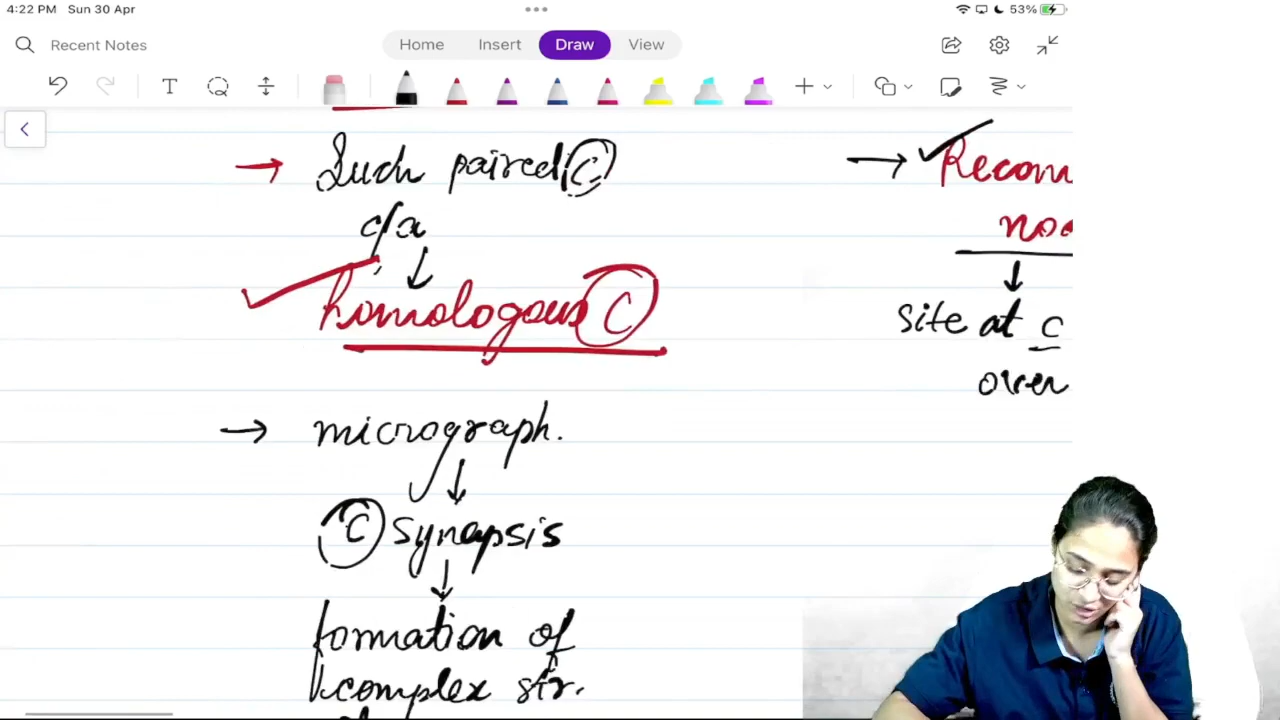 4:22 PM Sun 30 Apr
53%
Recent Notes
Home Insert Draw View
→ Such paired Ⓒ
c/a
↓
homologous Ⓒ
→ micrograph.
↓
Ⓒ synapsis
↓
formation of
complex str.
→ Recom
↓
site at c
over